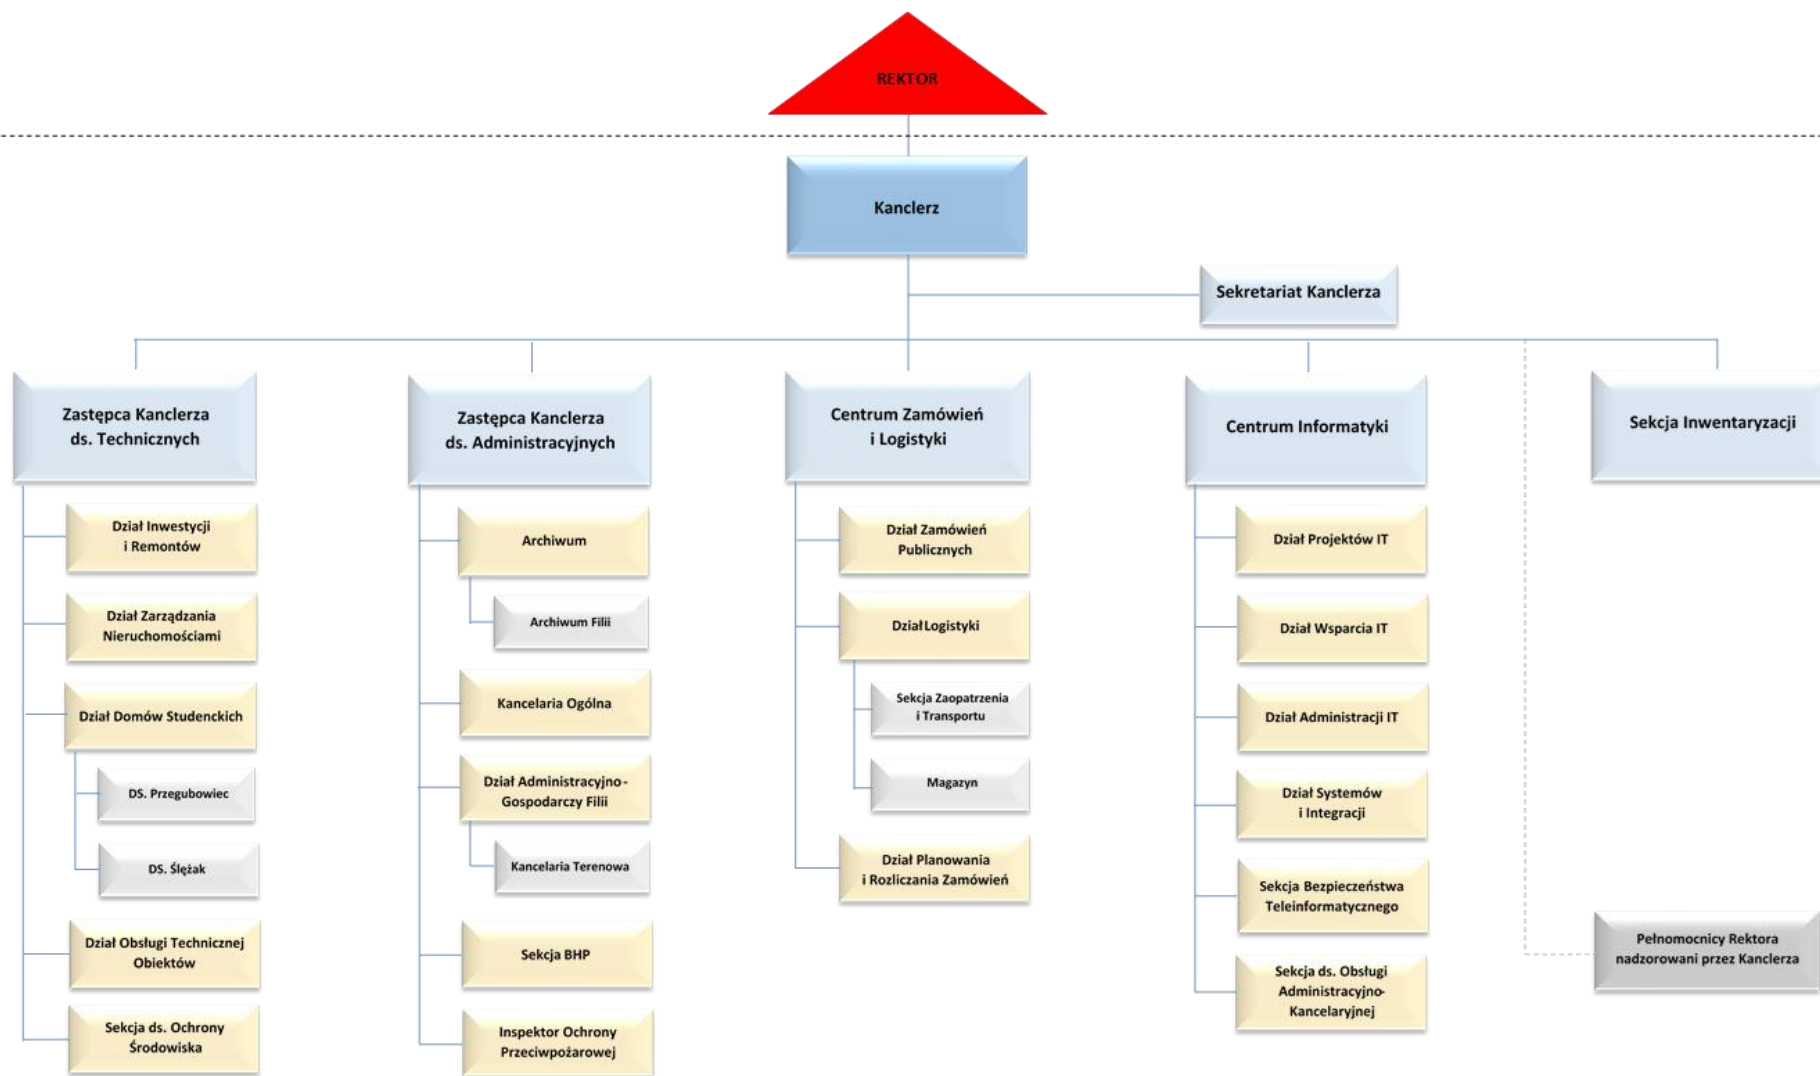 REKTOR
Kanclerz
Sekretariat Kanclerza
Zastępca Kanclerza
ds. Technicznych
Dział Inwestycji
i Remontów
Dział Zarządzania
Nieruchomościami
Dział Domów Studenckich
DS. Przegubowiec
DS. Ślężak
Dział Obsługi Technicznej
Obiektów
Sekcja ds. Ochrony
Środowiska
Zastępca Kanclerza
ds. Administracyjnych
Archiwum
Archiwum Filii
Kancelaria Ogólna
Dział Administracyjno-
Gospodarczy Filii
Kancelaria Terenowa
Sekcja BHP
Inspektor Ochrony
Przeciwpożarowej
Centrum Zamówień
i Logistyki
Dział Zamówień
Publicznych
Dział Logistyki
Sekcja Zaopatrzenia
i Transportu
Magazyn
Dział Planowania
i Rozliczania Zamówień
Centrum Informatyki
Dział Projektów IT
Dział Wsparcia IT
Dział Administracji IT
Dział Systemów
i Integracji
Sekcja Bezpieczeństwa
Teleinformatycznego
Sekcja ds. Obsługi
Administracyjno-
Kancelaryjnej
Sekcja Inwentaryzacji
Pełnomocnicy Rektora
nadzorowani przez Kanclerza